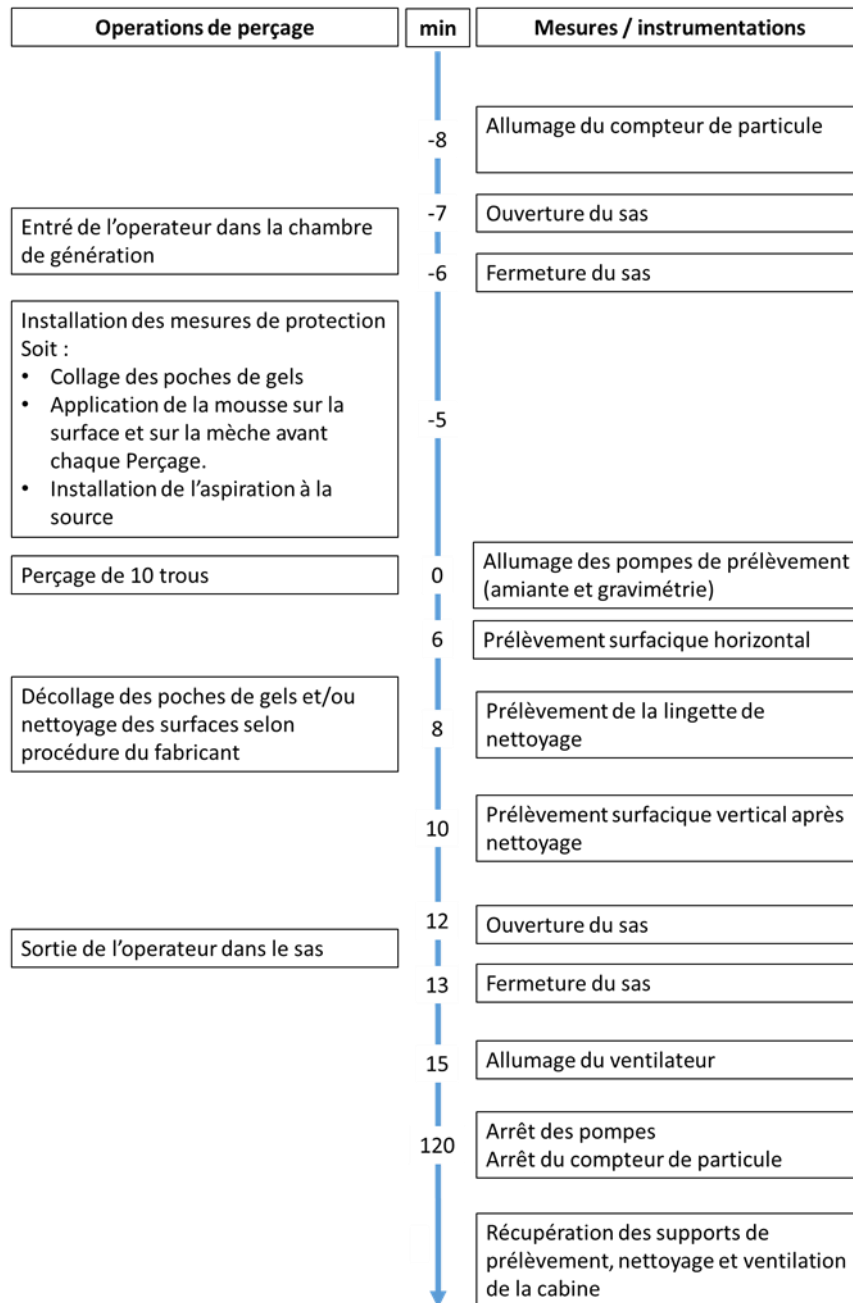 Operations de perçage
min
Mesures / instrumentations
-8
Allumage du compteur de particule
Entré de l’operateur dans la chambre
de génération
-7
Ouverture du sas
-6
Fermeture du sas
Installation des mesures de protection
Soit :
• Collage des poches de gels
• Application de la mousse sur la
surface et sur la mèche avant
chaque Perçage.
• Installation de l’aspiration à la
source
-5
Perçage de 10 trous
0
Allumage des pompes de prélèvement
(amiante et gravimétrie)
6
Prélèvement surfacique horizontal
Décollage des poches de gels et/ou
nettoyage des surfaces selon
procédure du fabricant
8
Prélèvement de la lingette de
nettoyage
10
Prélèvement surfacique vertical après
nettoyage
12
Ouverture du sas
Sortie de l’operateur dans le sas
13
Fermeture du sas
15
Allumage du ventilateur
120
Arrêt des pompes
Arrêt du compteur de particule
Récupération des supports de
prélèvement, nettoyage et ventilation
de la cabine